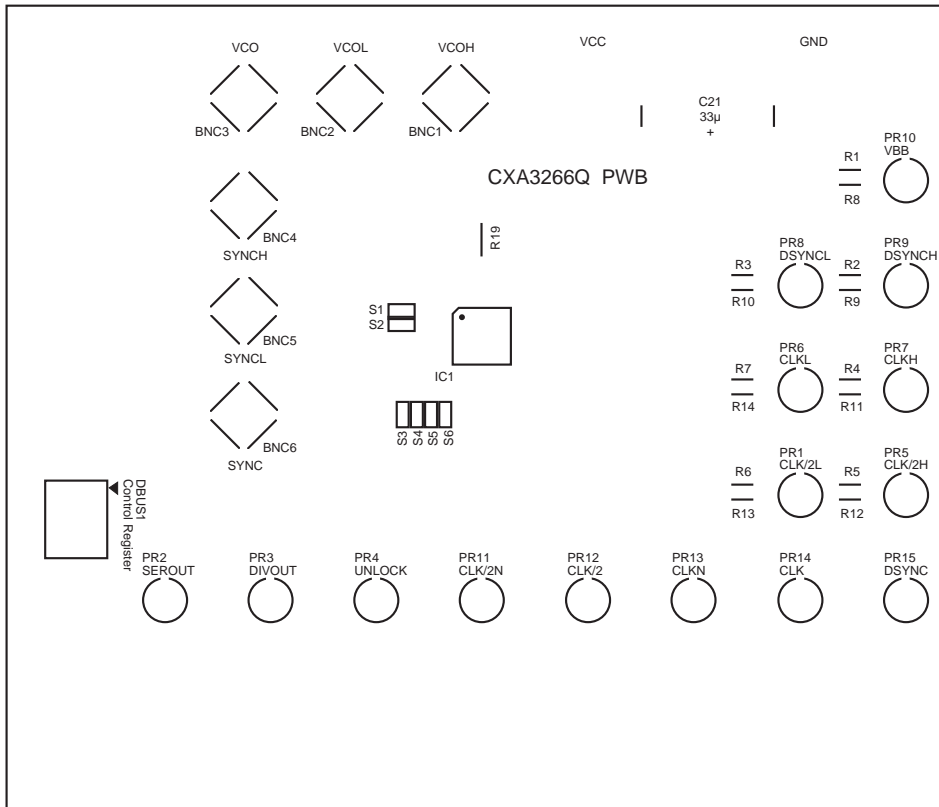 VCO
VCOL
VCOH
VCC
GND
C21
33µ
+
BNC3
BNC2
BNC1
PR10
VBB
R1
R8
CXA3266Q PWB
R19
BNC4
SYNCH
PR8
DSYNCL
PR9
DSYNCH
R3
R10
R2
R9
S1
S2
BNC5
SYNCL
IC1
PR6
CLKL
PR7
CLKH
R7
R14
R4
R11
S3
S4
S5
S6
BNC6
SYNC
PR1
CLK/2L
PR5
CLK/2H
R6
R13
R5
R12
DBUS1
Control Register
PR2
SEROUT
PR3
DIVOUT
PR4
UNLOCK
PR11
CLK/2N
PR12
CLK/2
PR13
CLKN
PR14
CLK
PR15
DSYNC